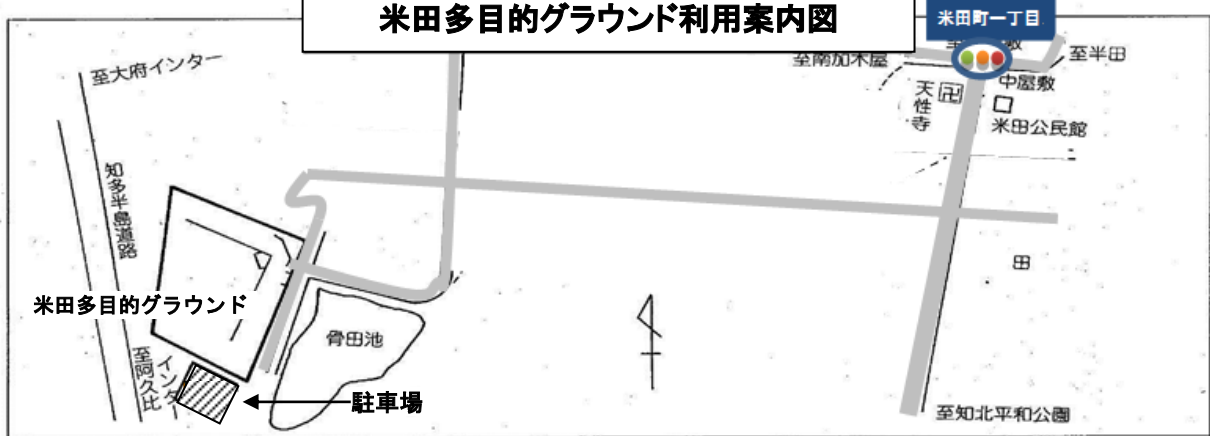 米田多目的グラウンド利用案内図
米田町一丁目
至大府インター
至南加木屋
至半田
中屋敷
天性寺
米田公民館
知多半島道路
田
米田多目的グラウンド
骨田池
至阿久比
インター
駐車場
至知北平和公園